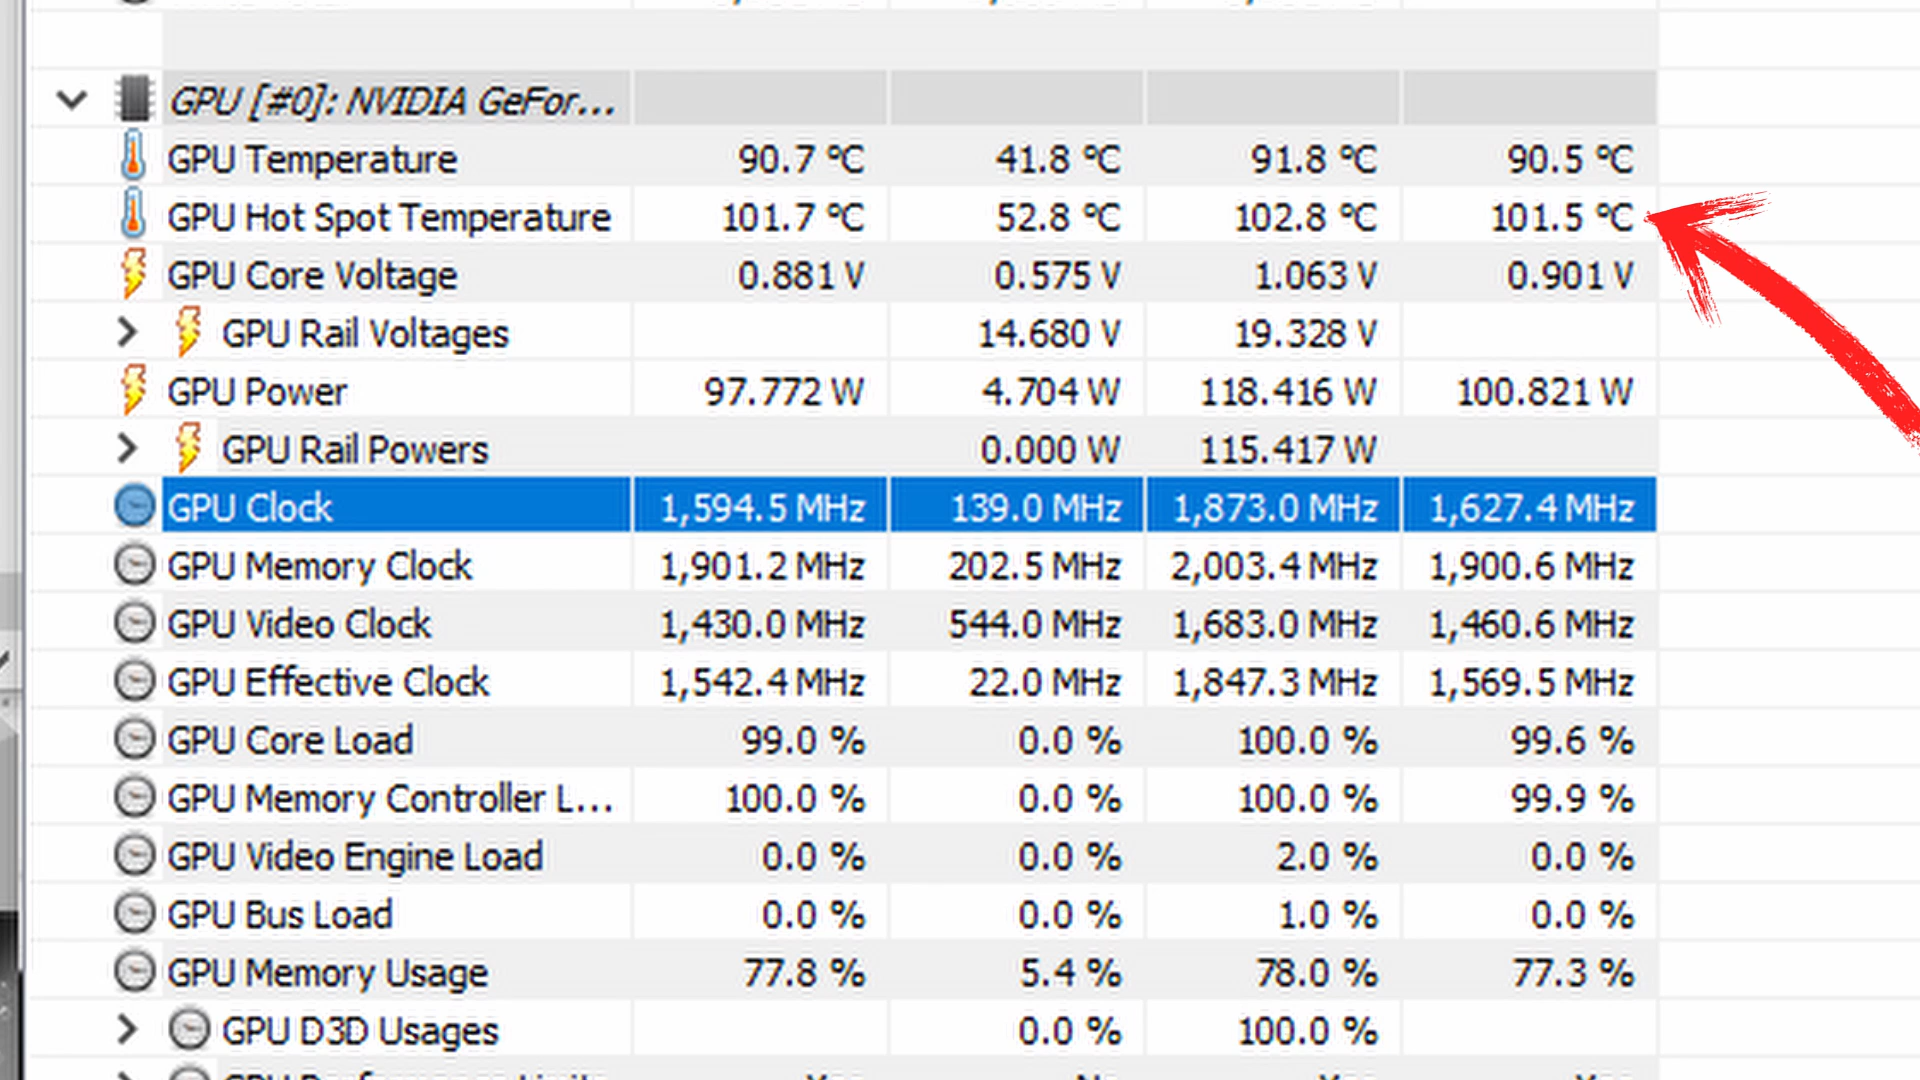 GPU [#0]: NVIDIA GeFor...
GPU Temperature 90.7 °C 41.8 °C 91.8 °C 90.5 °C
GPU Hot Spot Temperature 101.7 °C 52.8 °C 102.8 °C 101.5 °C
GPU Core Voltage 0.881 V 0.575 V 1.063 V 0.901 V
GPU Rail Voltages 14.680 V 19.328 V
GPU Power 97.772 W 4.704 W 118.416 W 100.821 W
GPU Rail Powers 0.000 W 115.417 W
GPU Clock 1,594.5 MHz 139.0 MHz 1,873.0 MHz 1,627.4 MHz
GPU Memory Clock 1,901.2 MHz 202.5 MHz 2,003.4 MHz 1,900.6 MHz
GPU Video Clock 1,430.0 MHz 544.0 MHz 1,683.0 MHz 1,460.6 MHz
GPU Effective Clock 1,542.4 MHz 22.0 MHz 1,847.3 MHz 1,569.5 MHz
GPU Core Load 99.0 % 0.0 % 100.0 % 99.6 %
GPU Memory Controller L... 100.0 % 0.0 % 100.0 % 99.9 %
GPU Video Engine Load 0.0 % 0.0 % 2.0 % 0.0 %
GPU Bus Load 0.0 % 0.0 % 1.0 % 0.0 %
GPU Memory Usage 77.8 % 5.4 % 78.0 % 77.3 %
GPU D3D Usages 0.0 % 100.0 %